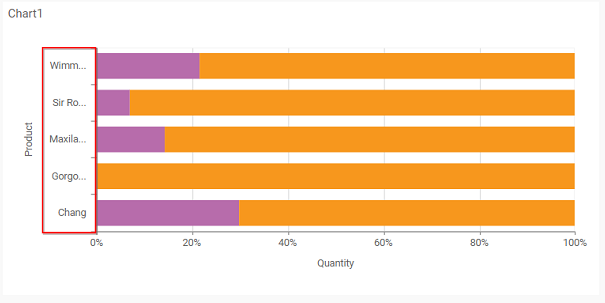 Chart1
Product
Wimm...
Sir Ro...
Maxila...
Gorgo...
Chang
0% 20% 40% 60% 80% 100%
Quantity